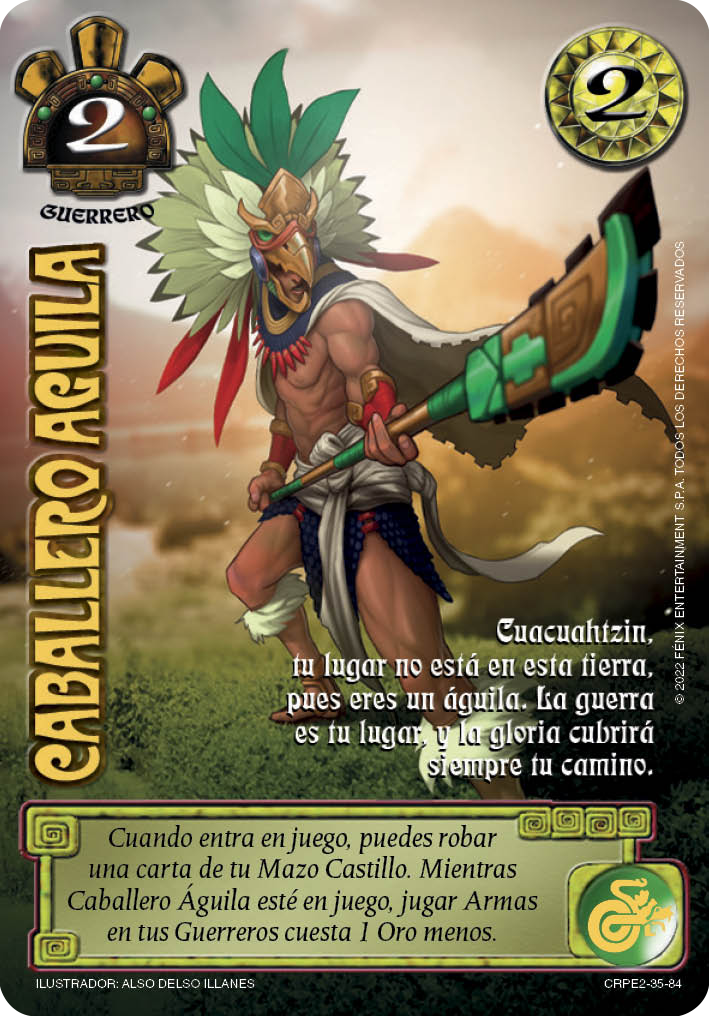 2
GUERRERO
2
CABALLERO AGUILA
Cuacuahtzin,
tu lugar no está en esta tierra,
pues eres un águila. La guerra
es tu lugar, y la gloria cubrirá
siempre tu camino.
© 2022 FÉNIX ENTERTAINMENT S.P.A. TODOS LOS DERECHOS RESERVADOS
Cuando entra en juego, puedes robar
una carta de tu Mazo Castillo. Mientras
Caballero Águila esté en juego, jugar Armas
en tus Guerreros cuesta 1 Oro menos.
ILUSTRADOR: ALSO DELSO ILLANES
CRPE2-35-84